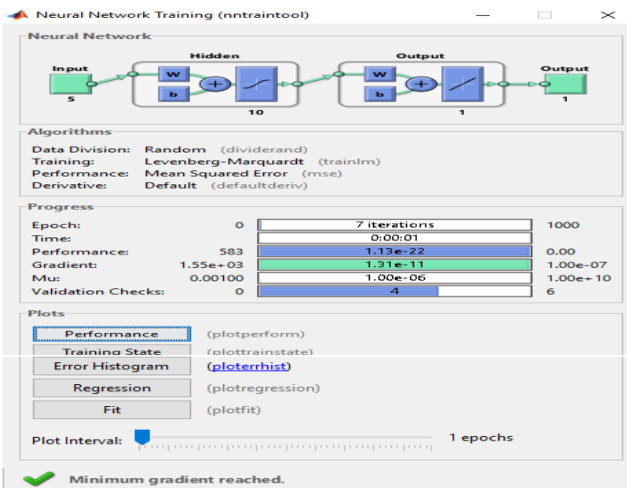 Neural Network Training (nntraintool)
Neural Network
Hidden Output
Input Output
W W
b b
5 10 1 1
Algorithms
Data Division: Random (dividerand)
Training: Levenberg-Marquardt (trainlm)
Performance: Mean Squared Error (mse)
Derivative: Default (defaultderiv)
Progress
Epoch: 0 7 iterations 1000
Time: 0:00:01
Performance: 583 1.13e-22 0.00
Gradient: 1.55e+03 1.31e-11 1.00e-07
Mu: 0.00100 1.00e-06 1.00e+10
Validation Checks: 0 4 6
Plots
Performance (plotperform)
Training State (plottrainstate)
Error Histogram (ploterrhist)
Regression (plotregression)
Fit (plotfit)
Plot Interval: 1 epochs
Minimum gradient reached.